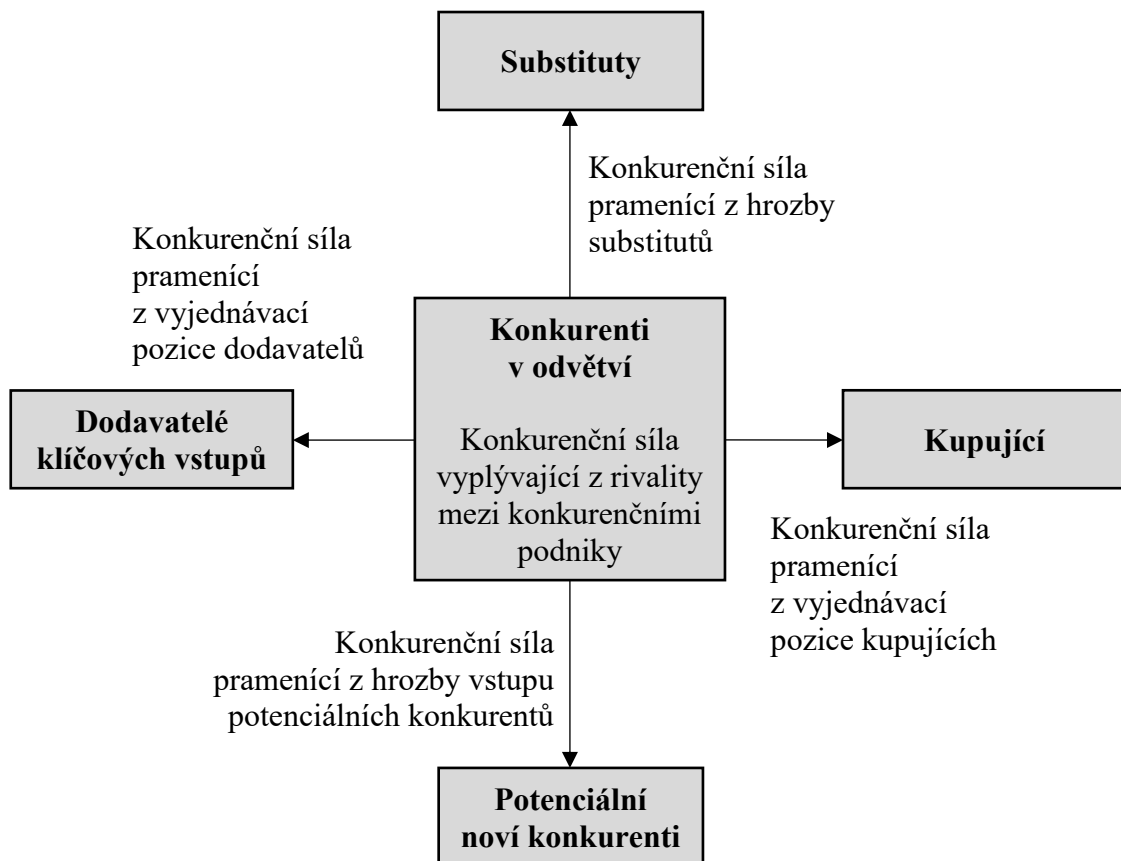 Substituty
Konkurenční síla
pramenící z hrozby
substitutů
Konkurenční síla
pramenící
z vyjednávací
pozice dodavatelů
Konkurenti
v odvětví
Konkurenční síla
vyplývající z rivality
mezi konkurenčními
podniky
Dodavatelé
klíčových vstupů
Kupující
Konkurenční síla
pramenící
z vyjednávací
pozice kupujících
Konkurenční síla
pramenící z hrozby vstupu
potenciálních konkurentů
Potenciální
noví konkurenti